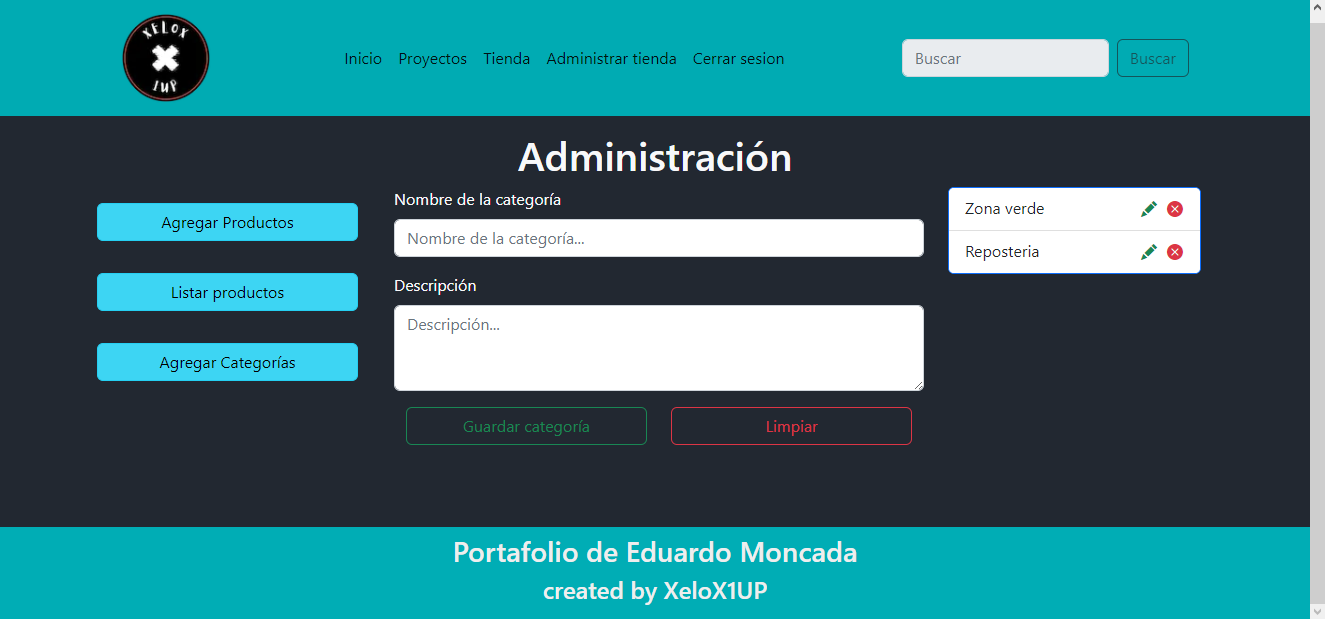 XELOX
1UP
Inicio Proyectos Tienda Administrar tienda Cerrar sesion Buscar Buscar
Administración
Agregar Productos
Listar productos
Agregar Categorías
Nombre de la categoría
Nombre de la categoría...
Descripción
Descripción...
Guardar categoría Limpiar
Zona verde
Reposteria
Portafolio de Eduardo Moncada
created by XeloX1UP